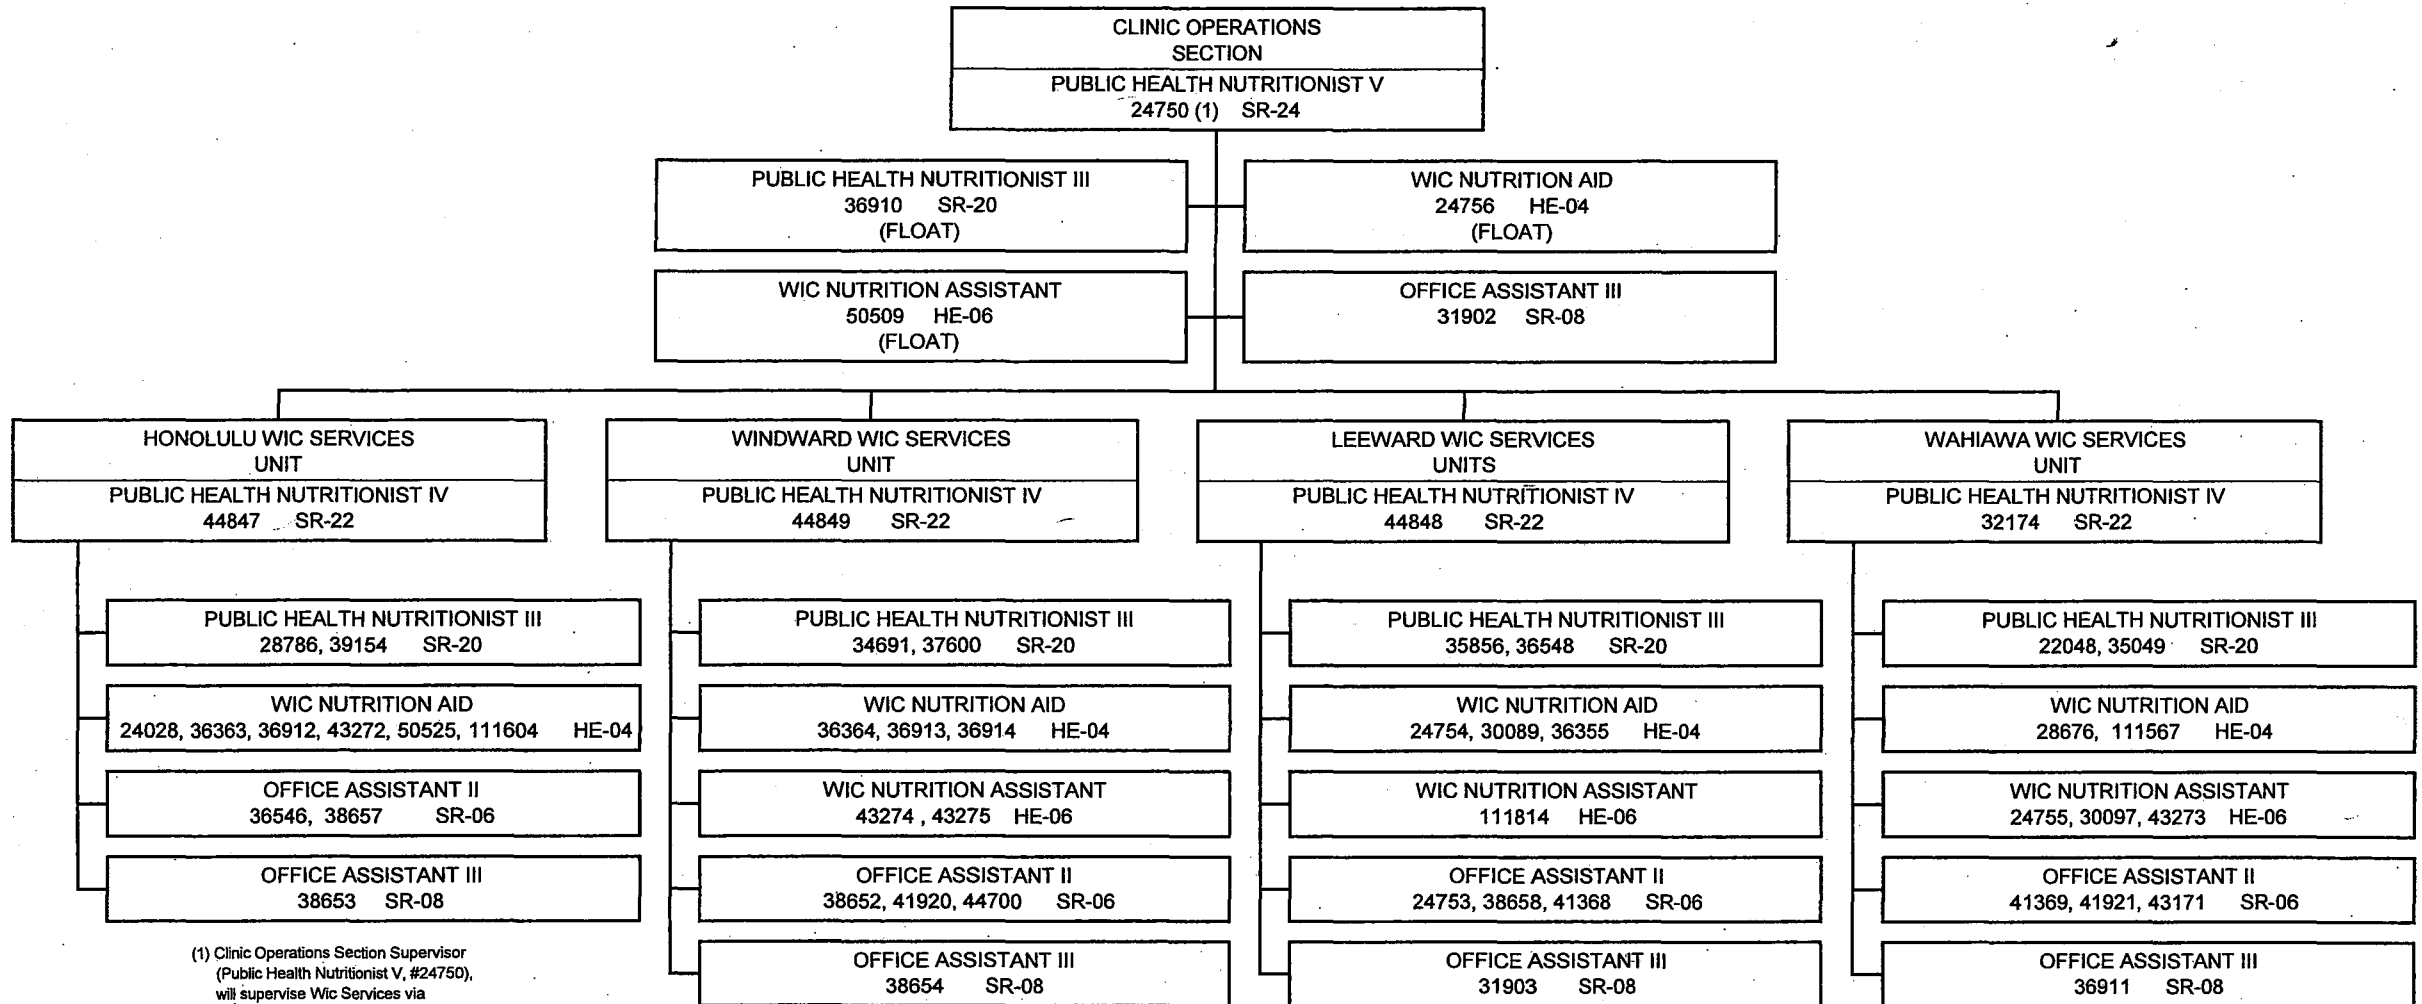 CLINIC OPERATIONS
SECTION
PUBLIC HEALTH NUTRITIONIST V
24750 (1) SR-24
PUBLIC HEALTH NUTRITIONIST III
36910 SR-20
(FLOAT)
WIC NUTRITION AID
24756 HE-04
(FLOAT)
WIC NUTRITION ASSISTANT
50509 HE-06
(FLOAT)
OFFICE ASSISTANT III
31902 SR-08
HONOLULU WIC SERVICES
UNIT
PUBLIC HEALTH NUTRITIONIST IV
44847 SR-22
WINDWARD WIC SERVICES
UNIT
PUBLIC HEALTH NUTRITIONIST IV
44849 SR-22
LEEWARD WIC SERVICES
UNITS
PUBLIC HEALTH NUTRITIONIST IV
44848 SR-22
WAHIAWA WIC SERVICES
UNIT
PUBLIC HEALTH NUTRITIONIST IV
32174 SR-22
PUBLIC HEALTH NUTRITIONIST III
28786, 39154 SR-20
WIC NUTRITION AID
24028, 36363, 36912, 43272, 50525, 111604 HE-04
OFFICE ASSISTANT II
36546, 38657 SR-06
OFFICE ASSISTANT III
38653 SR-08
(1) Clinic Operations Section Supervisor
(Public Health Nutritionist V, #24750),
will supervise Wic Services via
PUBLIC HEALTH NUTRITIONIST III
34691, 37600 SR-20
WIC NUTRITION AID
36364, 36913, 36914 HE-04
WIC NUTRITION ASSISTANT
43274 , 43275 HE-06
OFFICE ASSISTANT II
38652, 41920, 44700 SR-06
OFFICE ASSISTANT III
38654 SR-08
PUBLIC HEALTH NUTRITIONIST III
35856, 36548 SR-20
WIC NUTRITION AID
24754, 30089, 36355 HE-04
WIC NUTRITION ASSISTANT
111814 HE-06
OFFICE ASSISTANT II
24753, 38658, 41368 SR-06
OFFICE ASSISTANT III
31903 SR-08
PUBLIC HEALTH NUTRITIONIST III
22048, 35049 SR-20
WIC NUTRITION AID
28676, 111567 HE-04
WIC NUTRITION ASSISTANT
24755, 30097, 43273 HE-06
OFFICE ASSISTANT II
41369, 41921, 43171 SR-06
OFFICE ASSISTANT III
36911 SR-08